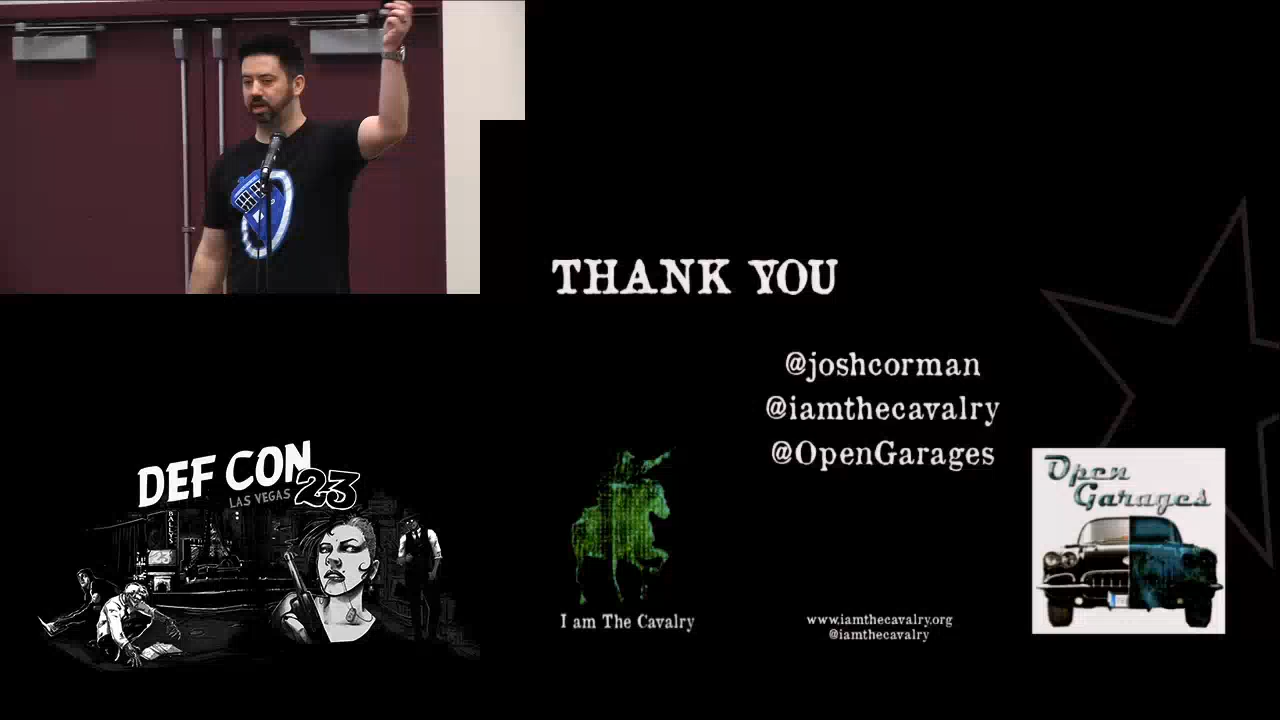 THANK YOU
@joshcorman
@iamthecavalry
@OpenGarages
DEF CON
LAS VEGAS 23
BALLY'S
Open
Garages
I am The Cavalry
www.iamthecavalry.org
@iamthecavalry